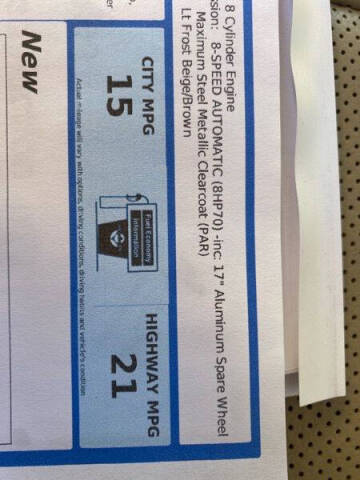 er
8 Cylinder Engine
sion: 8-SPEED AUTOMATIC (8HP70) -inc: 17" Aluminum Spare Wheel
Maximum Steel Metallic Clearcoat (PAR)
Lt Frost Beige/Brown
CITY MPG
15
Fuel Economy
Information
HIGHWAY MPG
21
Actual mileage will vary with options, driving conditions, driving habits and vehicle's condition
New